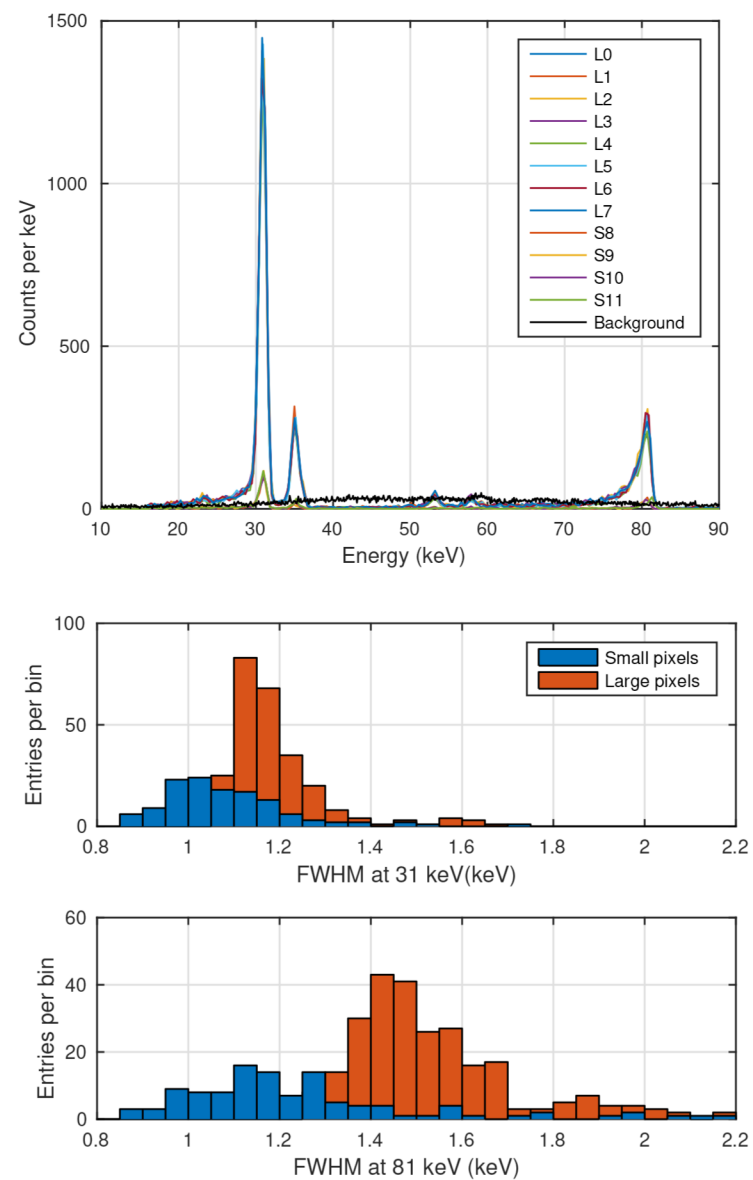 1500
1000
500
0
Counts per keV
L0
L1
L2
L3
L4
L5
L6
L7
S8
S9
S10
S11
Background
10 20 30 40 50 60 70 80 90
Energy (keV)
100
50
0
Entries per bin
Small pixels
Large pixels
0.8 1 1.2 1.4 1.6 1.8 2 2.2
FWHM at 31 keV(keV)
60
40
20
0
Entries per bin
0.8 1 1.2 1.4 1.6 1.8 2 2.2
FWHM at 81 keV (keV)